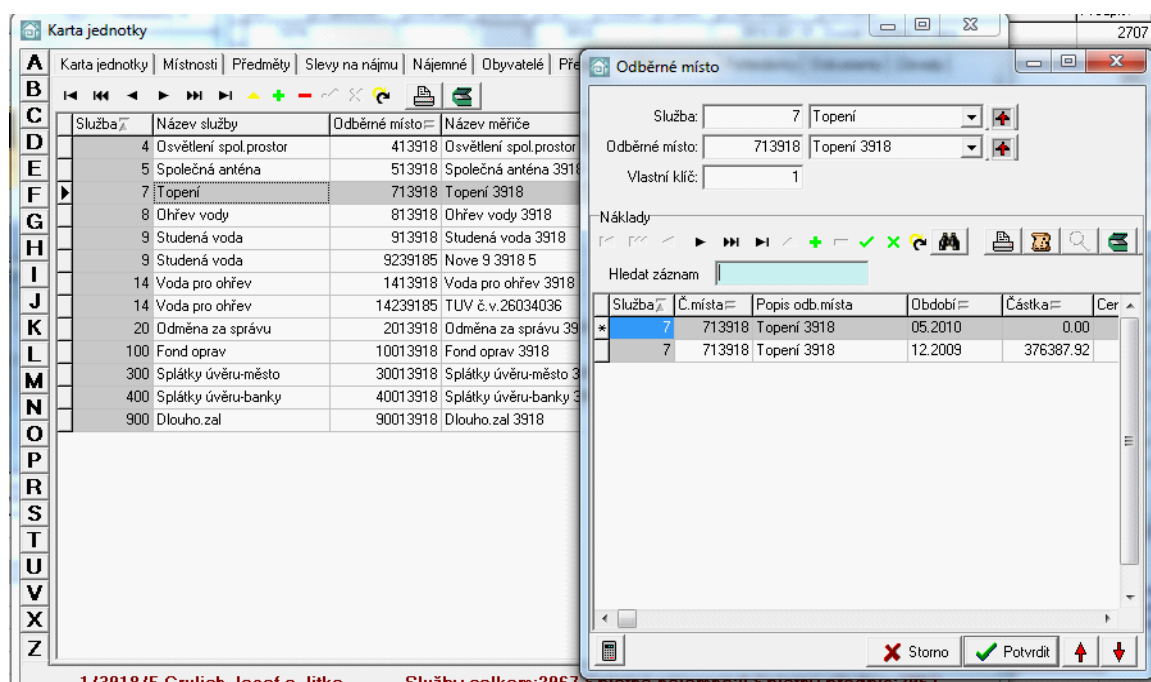 Karta jednotky
2707
Karta jednotky Místnosti Předměty Slevy na nájmu Nájemné Obyvatelé
Služba Název služby Odběrné místo Název měřiče
4 Osvětlení spol.prostor 413918 Osvětlení spol.prostor
5 Společná anténa 513918 Společná anténa 3918
7 Topení 713918 Topení 3918
8 Ohřev vody 813918 Ohřev vody 3918
9 Studená voda 913918 Studená voda 3918
9 Studená voda 9239185 Nove 9 3918 5
14 Voda pro ohřev 1413918 Voda pro ohřev 3918
14 Voda pro ohřev 14239185 TUV č.v.26034036
20 Odměna za správu 2013918 Odměna za správu 39
100 Fond oprav 10013918 Fond oprav 3918
300 Splátky úvěru-město 30013918 Splátky úvěru-město 3
400 Splátky úvěru-banky 40013918 Splátky úvěru-banky 3
900 Dlouho.zal 90013918 Dlouho.zal 3918
A
B
C
D
E
F
G
H
I
J
K
L
M
N
O
P
R
S
T
U
V
X
Z
Odběrné místo
Služba: 7 Topení
Odběrné místo: 713918 Topení 3918
Vlastní klíč: 1
Náklady
Hledat záznam
Služba Č.místa Popis odb.místa Období Částka Cer
7 713918 Topení 3918 05.2010 0.00
7 713918 Topení 3918 12.2009 376387.92
Storno Potvrdit